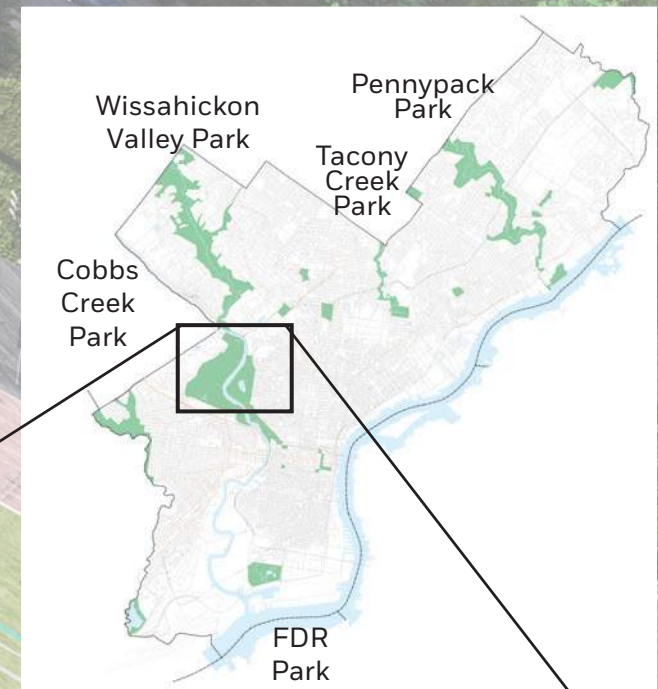 Wissahickon
Valley Park
Pennypack
Park
Tacony
Creek
Park
Cobbs
Creek
Park
FDR
Park